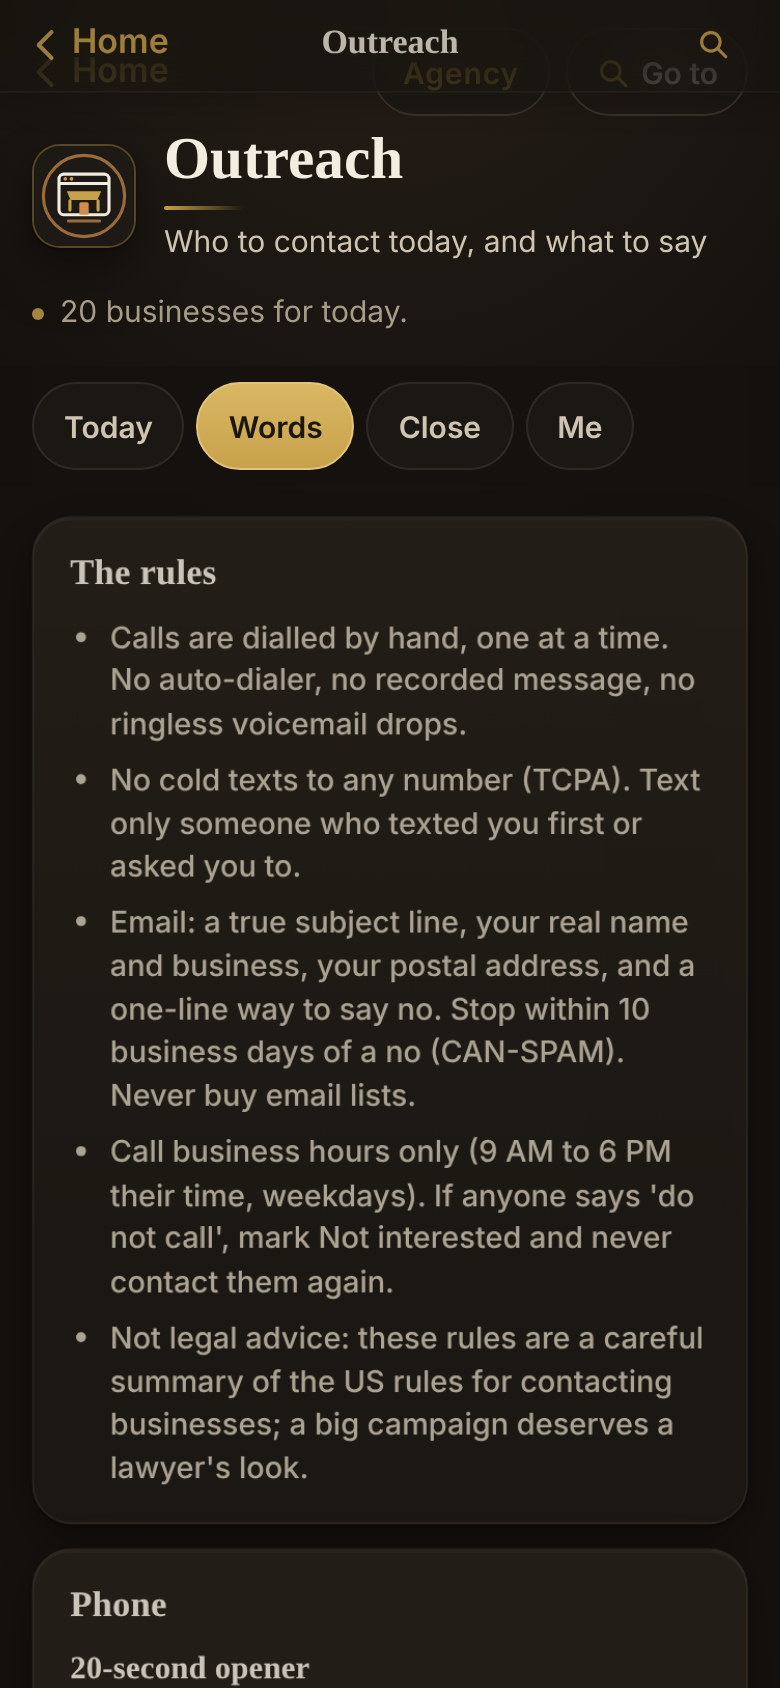 Home
Outreach
Home
Agency
Go to
Outreach
Who to contact today, and what to say
20 businesses for today.
Today
Words
Close
Me
The rules
• Calls are dialled by hand, one at a time.
No auto-dialer, no recorded message, no
ringless voicemail drops.
• No cold texts to any number (TCPA). Text
only someone who texted you first or
asked you to.
• Email: a true subject line, your real name
and business, your postal address, and a
one-line way to say no. Stop within 10
business days of a no (CAN-SPAM).
Never buy email lists.
• Call business hours only (9 AM to 6 PM
their time, weekdays). If anyone says 'do
not call', mark Not interested and never
contact them again.
• Not legal advice: these rules are a careful
summary of the US rules for contacting
businesses; a big campaign deserves a
lawyer's look.
Phone
20-second opener